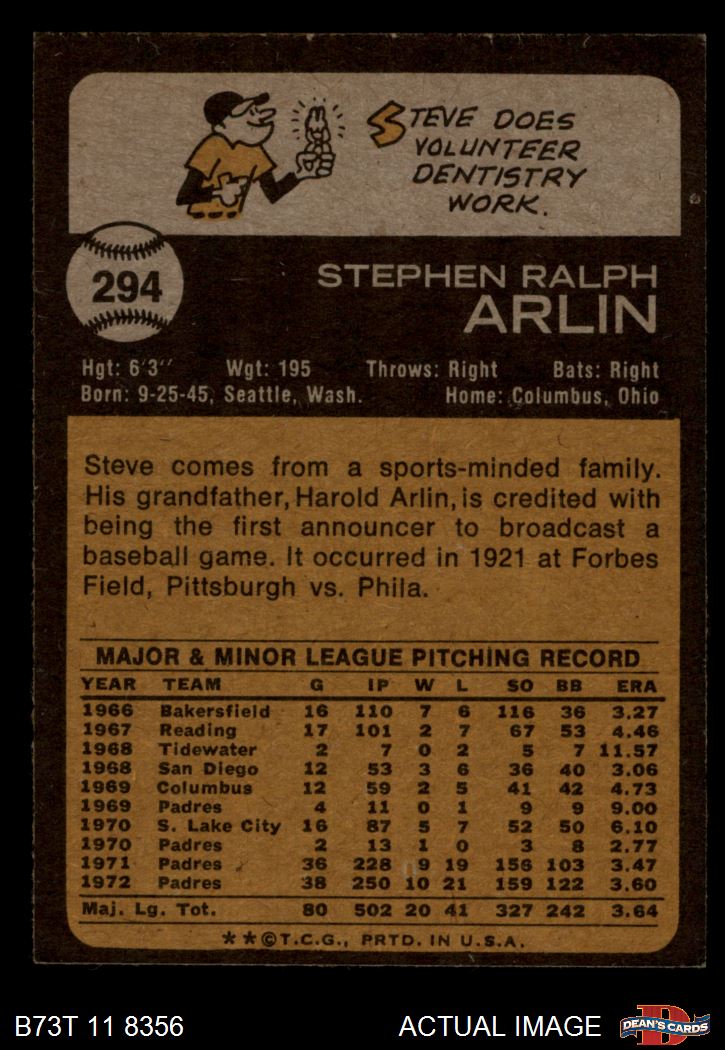 STEVE DOES
VOLUNTEER
DENTISTRY
WORK.
294
STEPHEN RALPH
ARLIN
Hgt: 6'3" Wgt: 195 Throws: Right Bats: Right
Born: 9-25-45, Seattle, Wash. Home: Columbus, Ohio
Steve comes from a sports-minded family.
His grandfather, Harold Arlin, is credited with
being the first announcer to broadcast a
baseball game. It occurred in 1921 at Forbes
Field, Pittsburgh vs. Phila.
MAJOR & MINOR LEAGUE PITCHING RECORD
YEAR TEAM G IP W L SO BB ERA
1966 Bakersfield 16 110 7 6 116 36 3.27
1967 Reading 17 101 2 7 67 53 4.46
1968 Tidewater 2 7 0 2 5 7 11.57
1968 San Diego 12 53 3 6 36 40 3.06
1969 Columbus 12 59 2 5 41 42 4.73
1969 Padres 4 11 0 1 9 9 9.00
1970 S. Lake City 16 87 5 7 52 50 6.10
1970 Padres 2 13 1 0 3 8 2.77
1971 Padres 36 228 9 19 156 103 3.47
1972 Padres 38 250 10 21 159 122 3.60
Maj. Lg. Tot. 80 502 20 41 327 242 3.64
**©T.C.G., PRTD. IN U.S.A.
B73T 11 8356 ACTUAL IMAGE DEAN'S CARDS